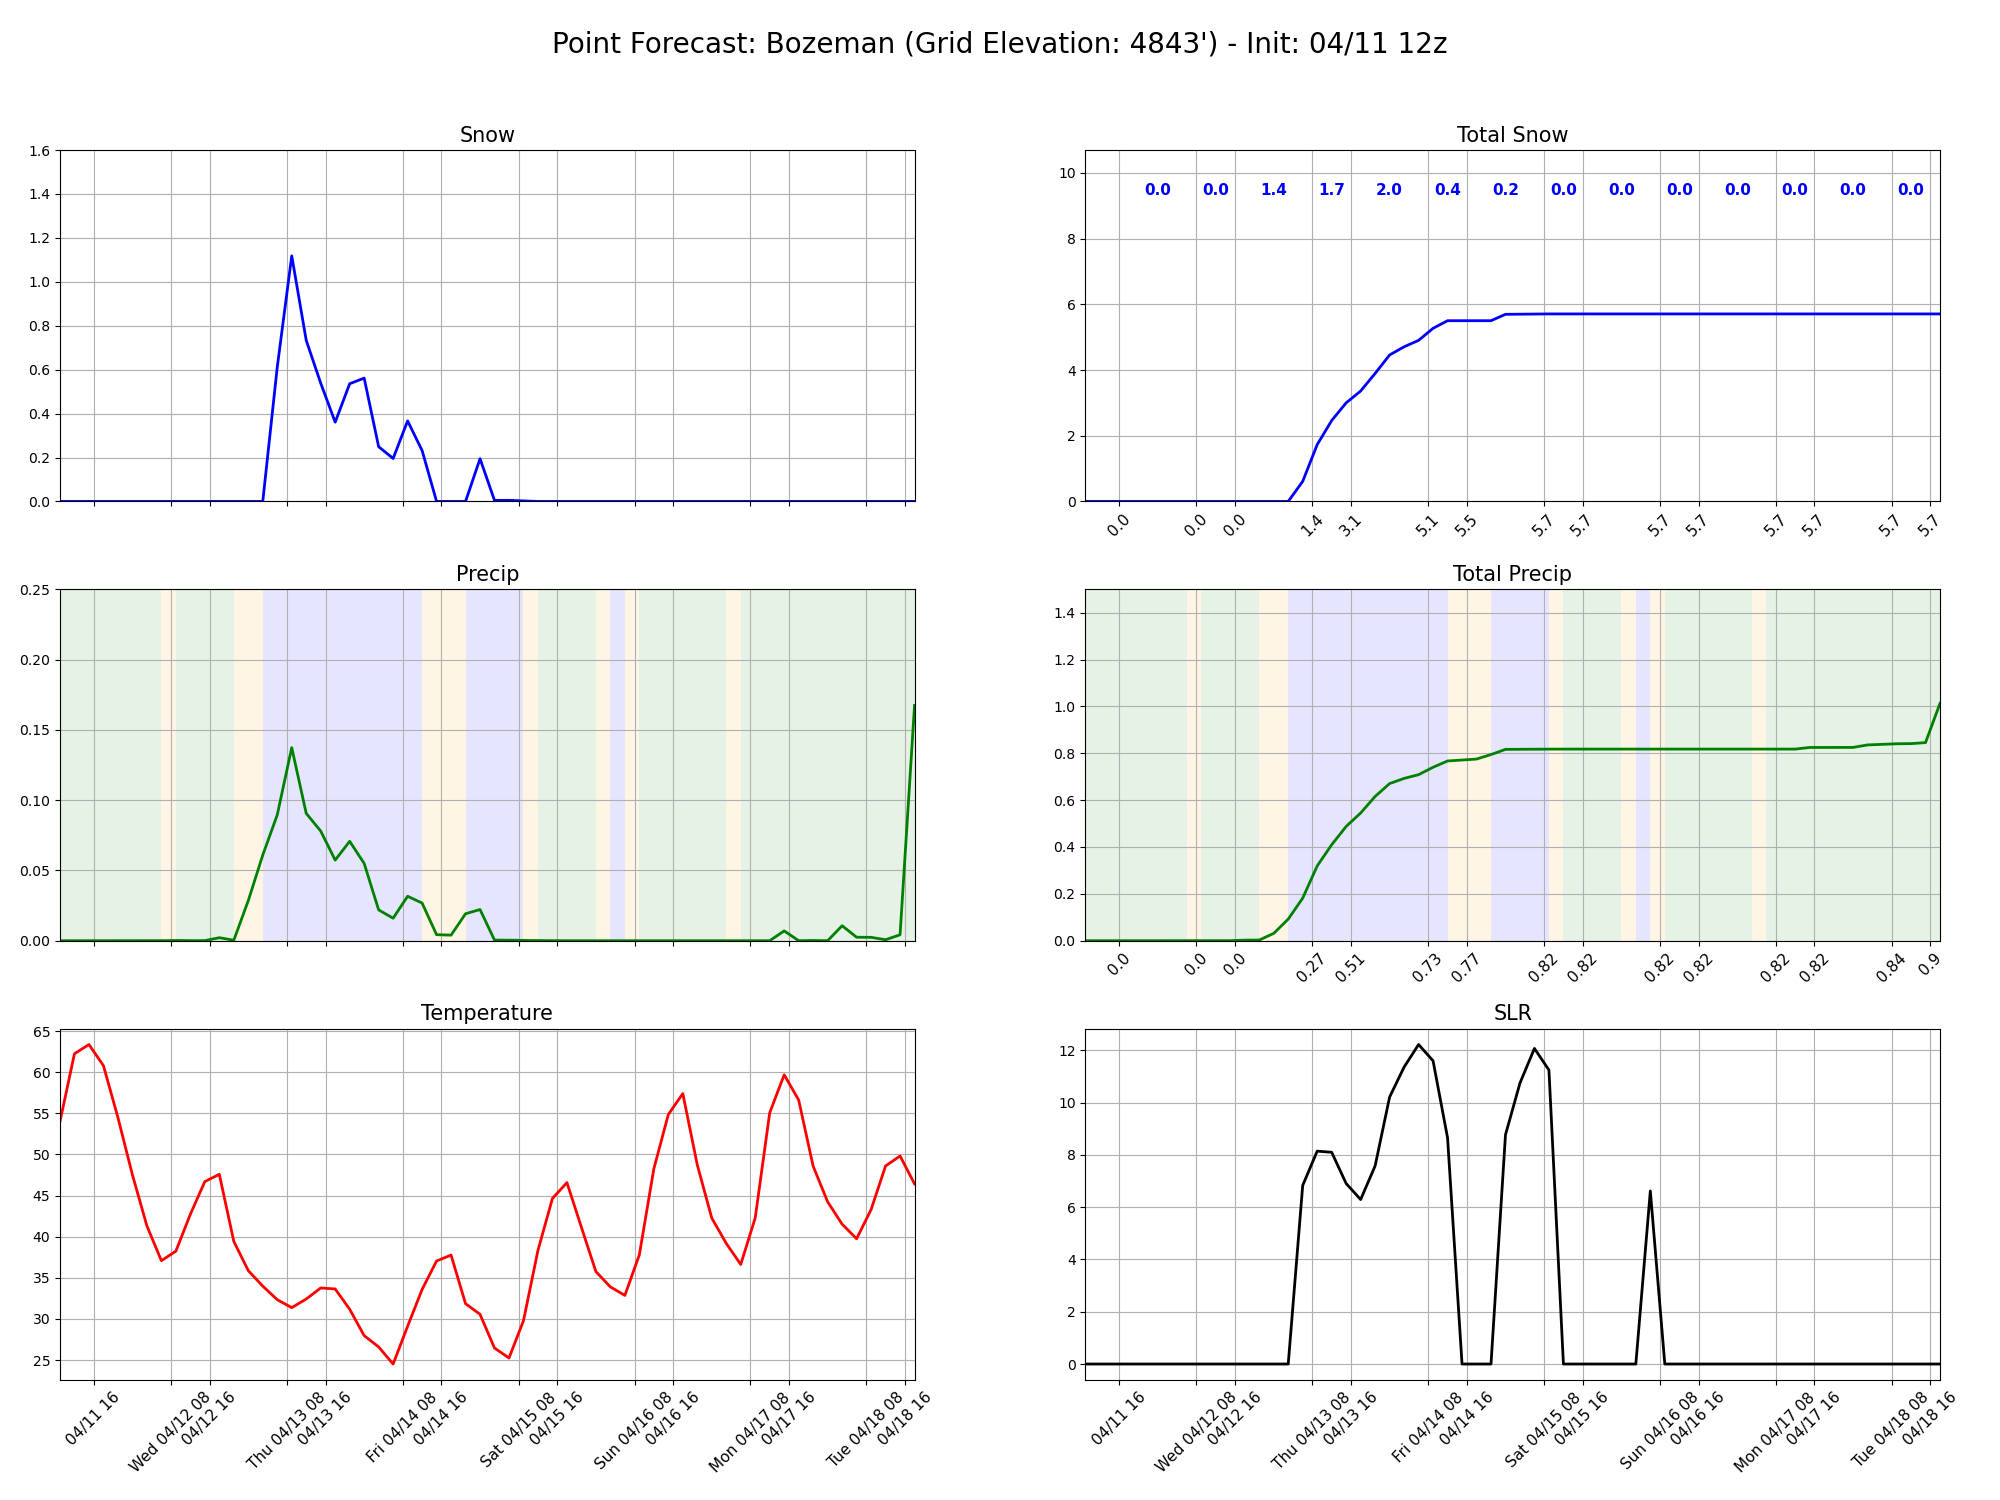 Point Forecast: Bozeman (Grid Elevation: 4843') - Init: 04/11 12z
Snow
1.6
1.4
1.2
1.0
0.8
0.6
0.4
0.2
0.0
Total Snow
10
8
6
4
2
0
0.0 0.0 1.4 1.7 2.0 0.4 0.2 0.0 0.0 0.0 0.0 0.0 0.0 0.0
0.0 0.0 0.0 1.4 3.1 5.1 5.5 5.7 5.7 5.7 5.7 5.7 5.7 5.7 5.7
Precip
0.25
0.20
0.15
0.10
0.05
0.00
Total Precip
1.4
1.2
1.0
0.8
0.6
0.4
0.2
0.0
0.0 0.0 0.0 0.27 0.51 0.73 0.77 0.82 0.82 0.82 0.82 0.82 0.82 0.84 0.9
Temperature
65
60
55
50
45
40
35
30
25
04/11 16
Wed 04/12 08
04/12 16
Thu 04/13 08
04/13 16
Fri 04/14 08
04/14 16
Sat 04/15 08
04/15 16
Sun 04/16 08
04/16 16
Mon 04/17 08
04/17 16
Tue 04/18 08
04/18 16
SLR
12
10
8
6
4
2
0
04/11 16
Wed 04/12 08
04/12 16
Thu 04/13 08
04/13 16
Fri 04/14 08
04/14 16
Sat 04/15 08
04/15 16
Sun 04/16 08
04/16 16
Mon 04/17 08
04/17 16
Tue 04/18 08
04/18 16